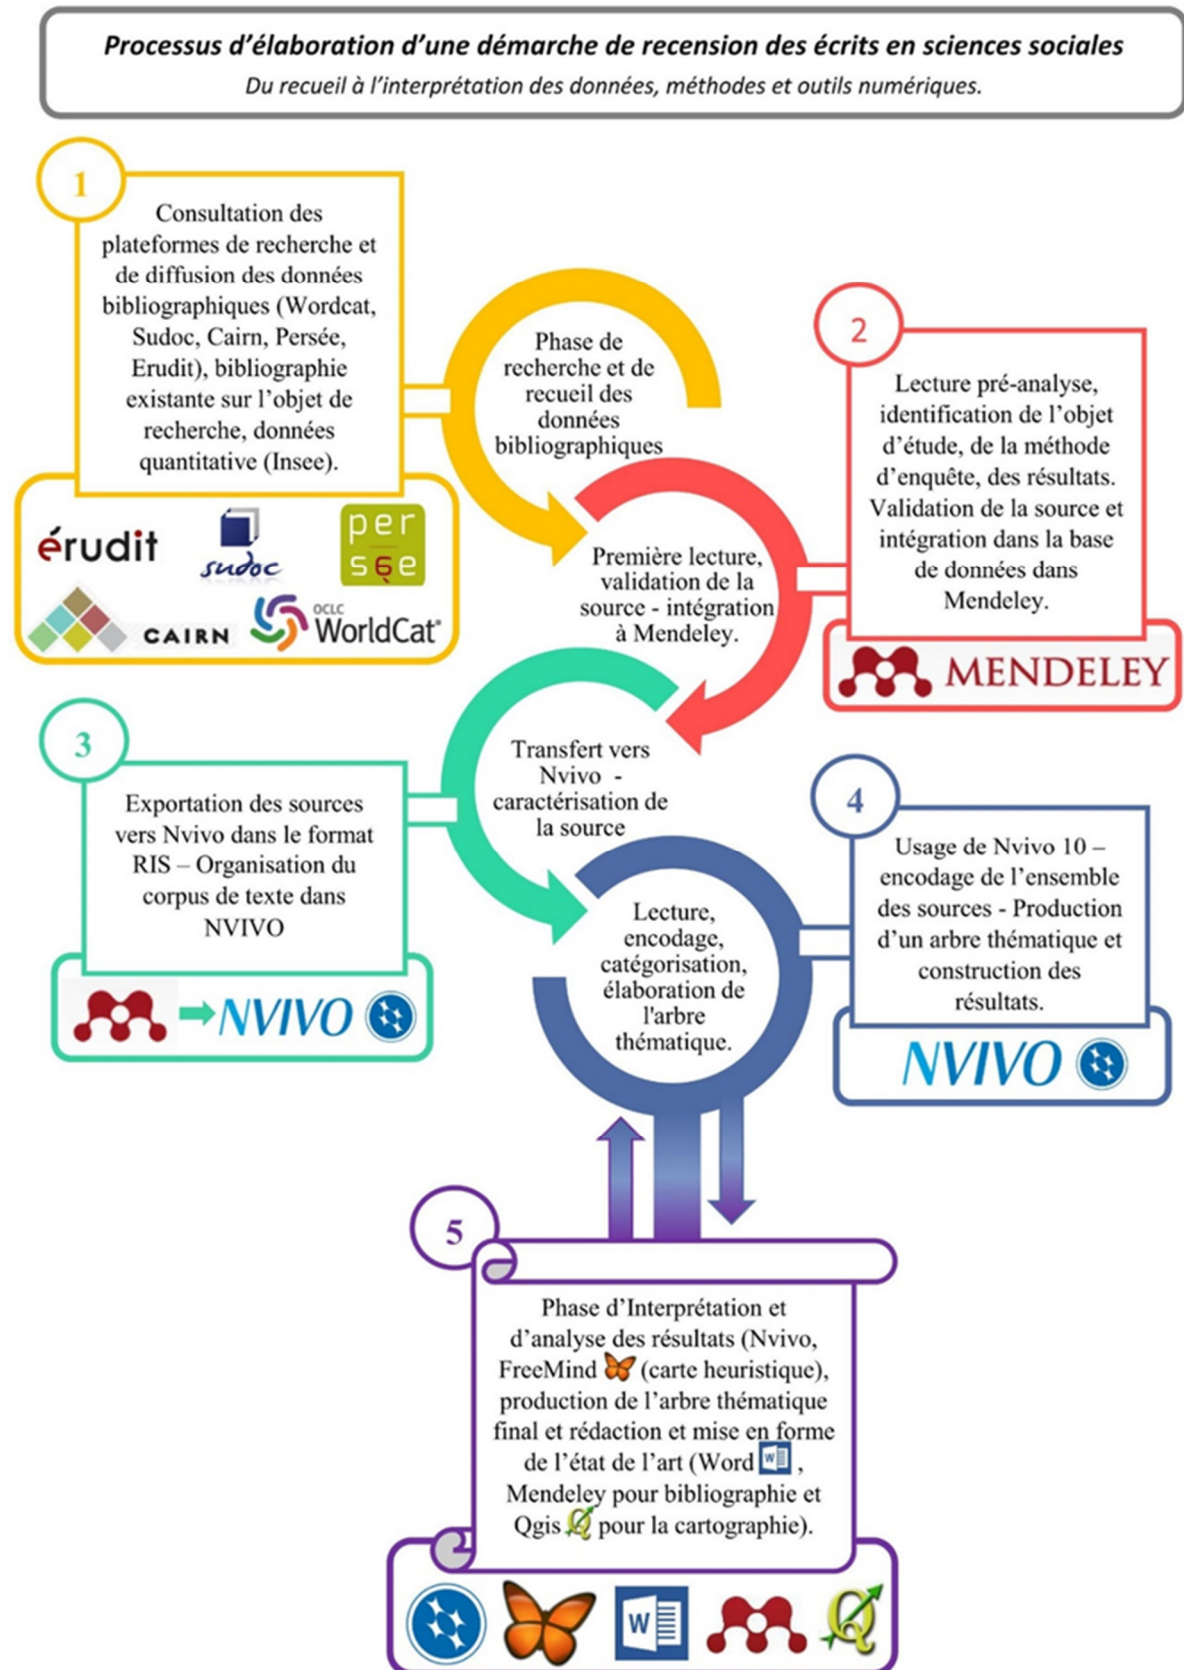 Processus d’élaboration d’une démarche de recension des écrits en sciences sociales
Du recueil à l’interprétation des données, méthodes et outils numériques.
1
Consultation des
plateformes de recherche et
de diffusion des données
bibliographiques (Wordcat,
Sudoc, Cairn, Persée,
Erudit), bibliographie
existante sur l’objet de
recherche, données
quantitative (Insee).
érudit
sudoc
per
sée
CAIRN
OCLC
WorldCat®
Phase de
recherche et de
recueil des
données
bibliographiques
2
Lecture pré-analyse,
identification de l’objet
d’étude, de la méthode
d’enquête, des résultats.
Validation de la source et
intégration dans la base
de données dans
Mendeley.
MENDELEY
Première lecture,
validation de la
source - intégration
à Mendeley.
3
Exportation des sources
vers Nvivo dans le format
RIS – Organisation du
corpus de texte dans
NVIVO
NVIVO
Transfert vers
Nvivo -
caractérisation de
la source
4
Usage de Nvivo 10 –
encodage de l’ensemble
des sources - Production
d’un arbre thématique et
construction des
résultats.
NVIVO
Lecture,
encodage,
catégorisation,
élaboration de
l'arbre
thématique.
5
Phase d’Interprétation et
d’analyse des résultats (Nvivo,
FreeMind (carte heuristique),
production de l’arbre thématique
final et rédaction et mise en forme
de l’état de l’art (Word W ,
Mendeley pour bibliographie et
Qgis Q pour la cartographie).
W
Q